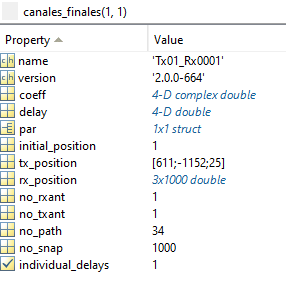 canales_finales(1, 1)
Property Value
name 'Tx01_Rx0001'
version '2.0.0-664'
coeff 4-D complex double
delay 4-D double
par 1x1 struct
initial_position 1
tx_position [611;-1152;25]
rx_position 3x1000 double
no_rxant 1
no_txant 1
no_path 34
no_snap 1000
individual_delays 1